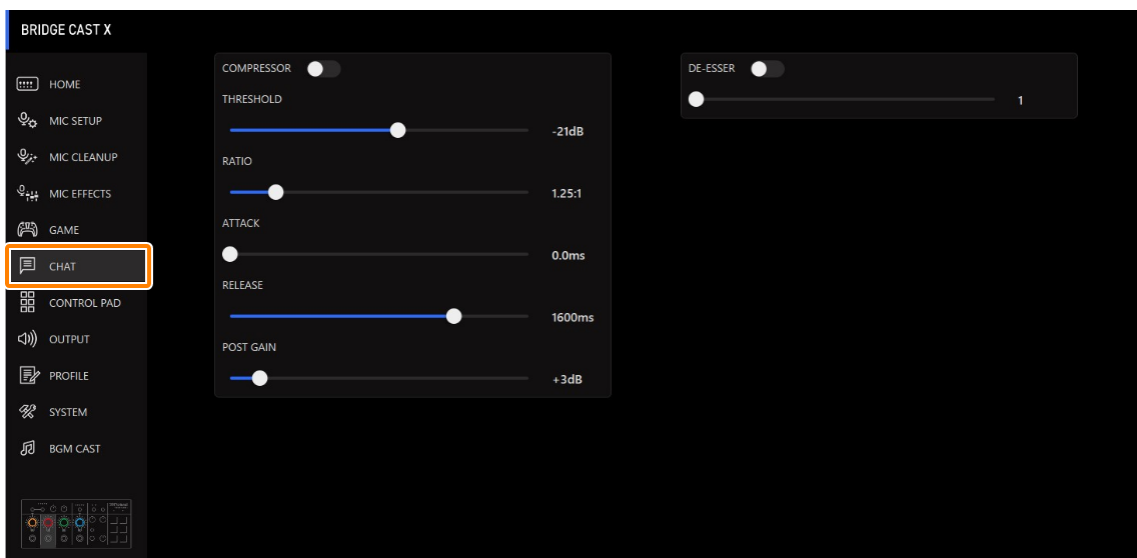 BRIDGE CAST X
HOME
MIC SETUP
MIC CLEANUP
MIC EFFECTS
GAME
CHAT
CONTROL PAD
OUTPUT
PROFILE
SYSTEM
BGM CAST
COMPRESSOR
THRESHOLD
-21dB
RATIO
1.25:1
ATTACK
0.0ms
RELEASE
1600ms
POST GAIN
+3dB
DE-ESSER
1